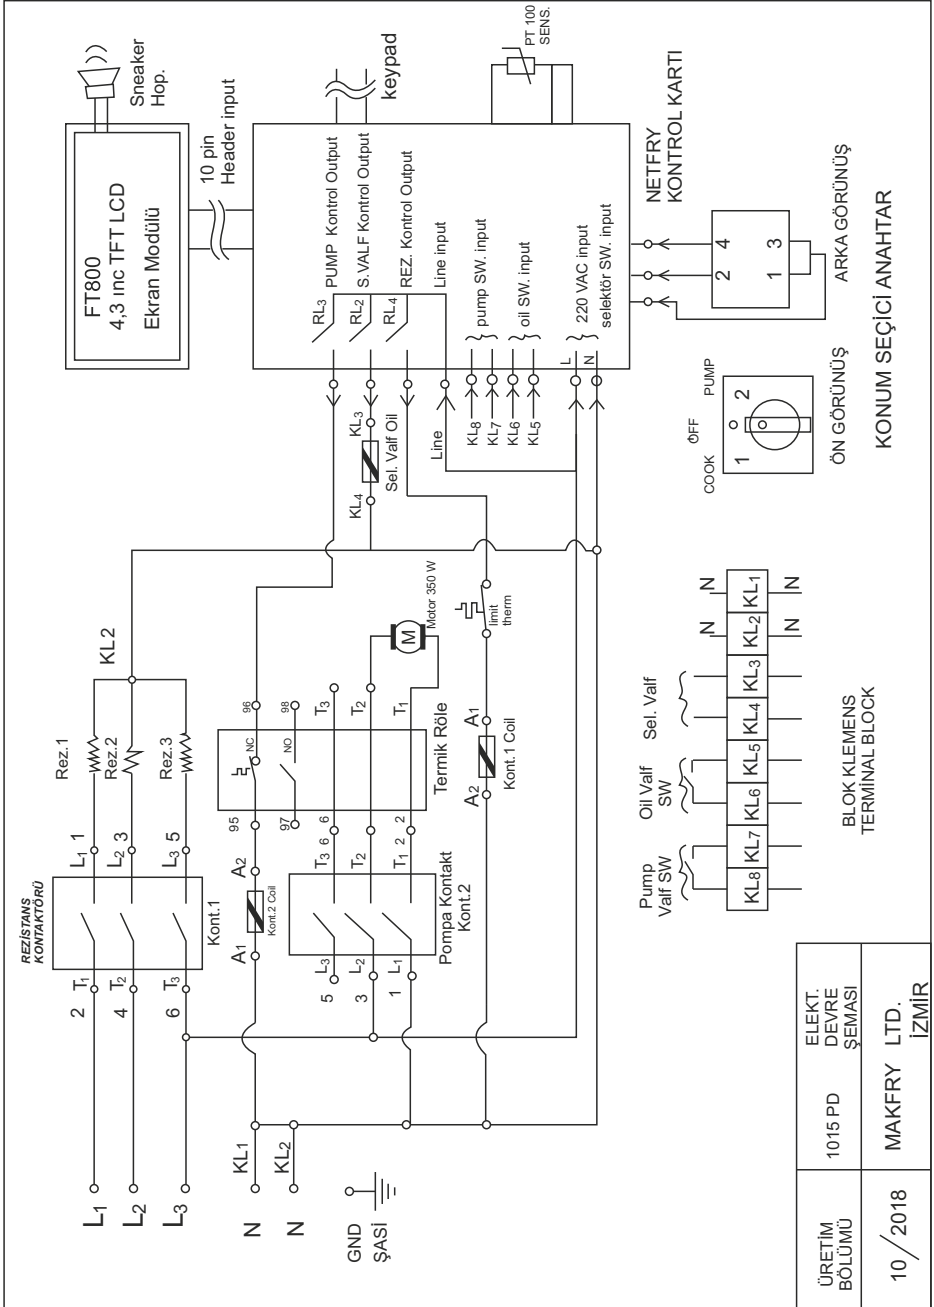 Sneaker
Hop.
FT800
4,3 ınc TFT LCD
Ekran Modülü
10 pin
Header input
keypad
PT 100
SENS.
PUMP Kontrol Output
S.VALF Kontrol Output
REZ. Kontrol Output
Line input
pump SW. input
oil SW. input
220 VAC input
selektör SW. input
RL3
RL2
RL4
L
N
NETFRY
KONTROL KARTI
KL3
Sel. Valf Oil
KL4
Line
KL8
KL7
KL6
KL5
4
2
3
1
ARKA GÖRÜNÜŞ
KONUM SEÇİCİ ANAHTAR
COOK
OFF
PUMP
1
2
ÖN GÖRÜNÜŞ
KL2
Rez.1
Rez.2
Rez.3
L1 1
L2 3
L3 5
REZİSTANS
KONTAKTÖRÜ
Kont.1
T1
2
T2
4
T3
6
L1
L2
L3
96
98
T3
T2
T1
NC
NO
Termik Röle
95
97
6
2
Motor 350 W
M
limit
therm
A1
Kont.1 Coil
A2
A2
Kont.2 Coil
A1
T3 6
T2
T1 2
Pompa Kontakt
Kont.2
L3
5
L2
3
L1
1
KL1
N
KL2
N
GND
ŞASİ
Sel. Valf
Oil Valf
SW
Pump
Valf SW
N
N
KL1
KL2
KL3
KL4
KL5
KL6
KL7
KL8
N
N
BLOK KLEMENS
TERMİNAL BLOCK
ÜRETİM
BÖLÜMÜ
1015 PD
ELEKT.
DEVRE
ŞEMASI
10/2018
MAKFRY LTD.
İZMİR